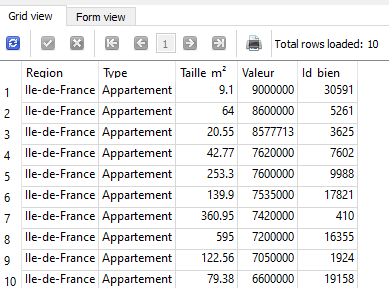 Grid view Form view
1 Total rows loaded: 10
Region Type Taille m² Valeur Id bien
1 Ile-de-France Appartement 9.1 9000000 30591
2 Ile-de-France Appartement 64 8600000 5261
3 Ile-de-France Appartement 20.55 8577713 3625
4 Ile-de-France Appartement 42.77 7620000 7602
5 Ile-de-France Appartement 253.3 7600000 9988
6 Ile-de-France Appartement 139.9 7535000 17821
7 Ile-de-France Appartement 360.95 7420000 410
8 Ile-de-France Appartement 595 7200000 16355
9 Ile-de-France Appartement 122.56 7050000 1924
10 Ile-de-France Appartement 79.38 6600000 19158